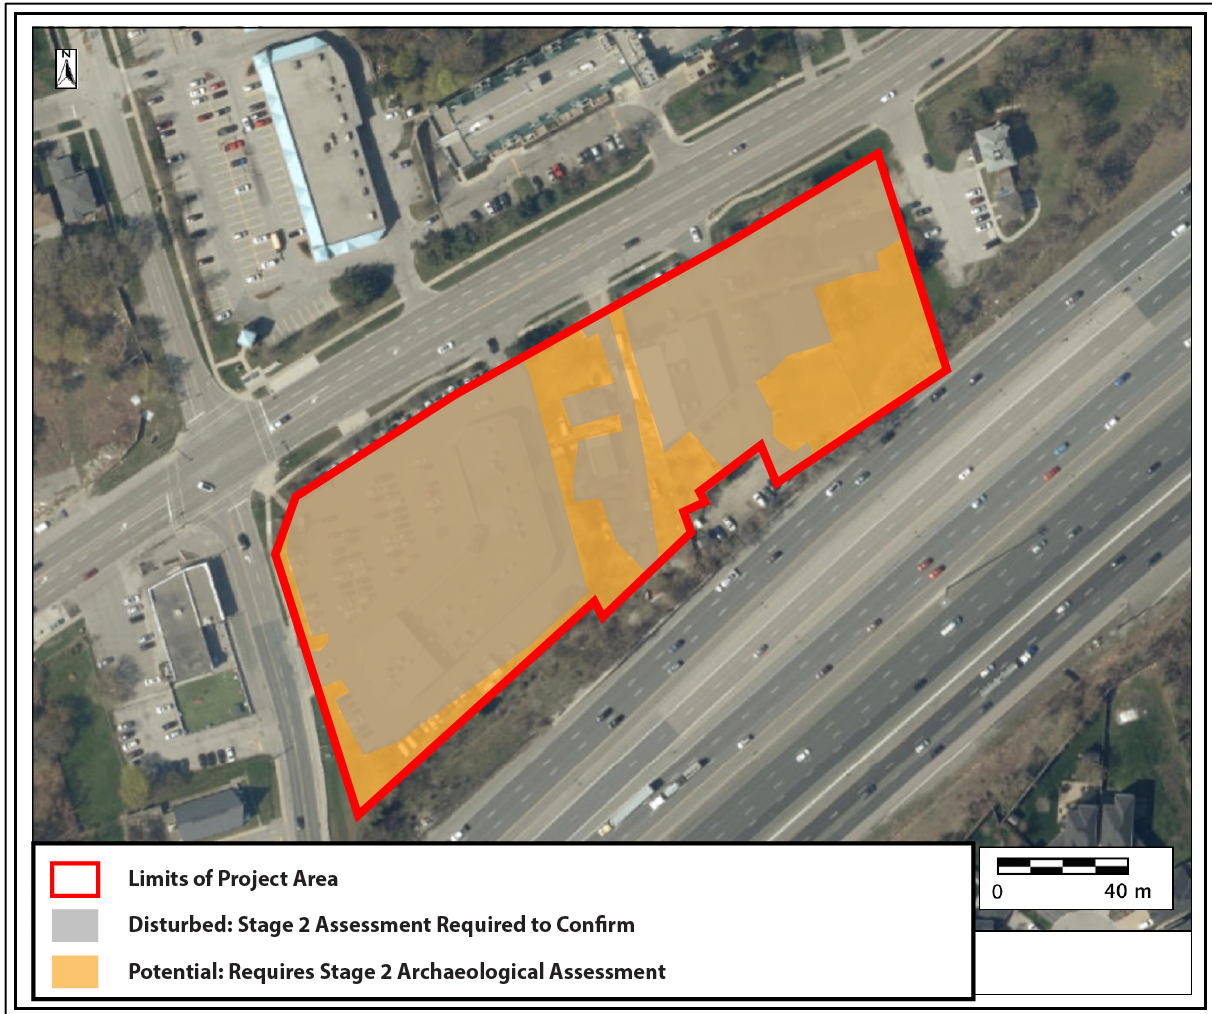 N
Limits of Project Area
Disturbed: Stage 2 Assessment Required to Confirm
Potential: Requires Stage 2 Archaeological Assessment
0 40 m